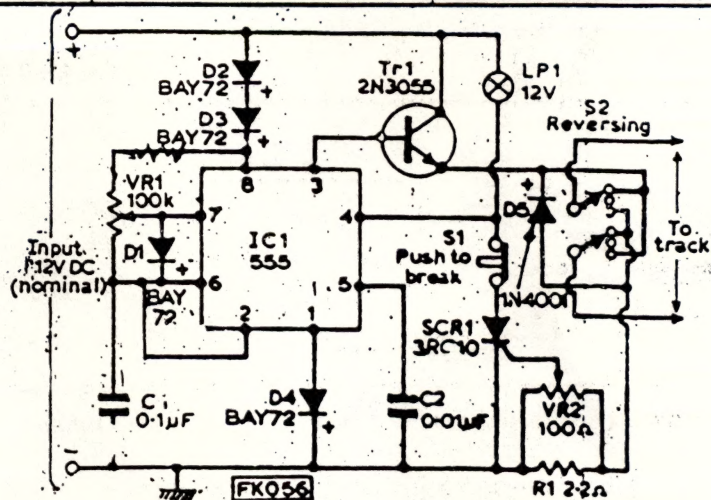 +
D2
BAY72
D3
BAY72
+
+
Tr1
2N3055
LP1
12V
S2
Reversing
VR1
100k
8
3
7
IC1
555
4
D1
+
6
5
2
1
BAY
72
Input
12V DC
(nominal)
+
D5
S1
Push to
break
1N4001
To
track
SCR1
3RC10
C1
0·1µF
D4
BAY72
+
C2
0·01µF
VR2
100Ω
-
FK056
R1 2·2Ω